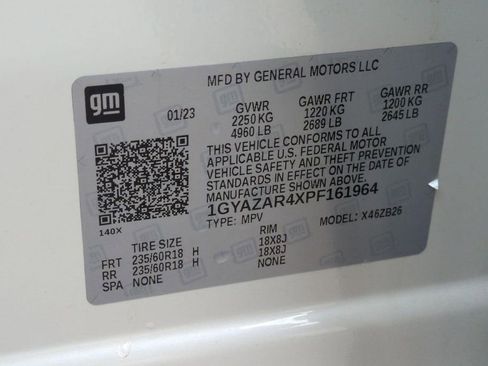 MFD BY GENERAL MOTORS LLC
gm
01/23
GVWR GAWR FRT GAWR RR
2250 KG 1220 KG 1200 KG
4960 LB 2689 LB 2645 LB
THIS VEHICLE CONFORMS TO ALL
APPLICABLE U.S. FEDERAL MOTOR
VEHICLE SAFETY AND THEFT PREVENTION
STANDARDS IN EFFECT ON THE DATE OF
MANUFACTURE SHOWN ABOVE.
1GYAZAR4XPF161964
TYPE: MPV MODEL: X46ZB26
140X
TIRE SIZE RIM
FRT 235/60R18 H 18X8J
RR 235/60R18 H 18X8J
SPA NONE NONE